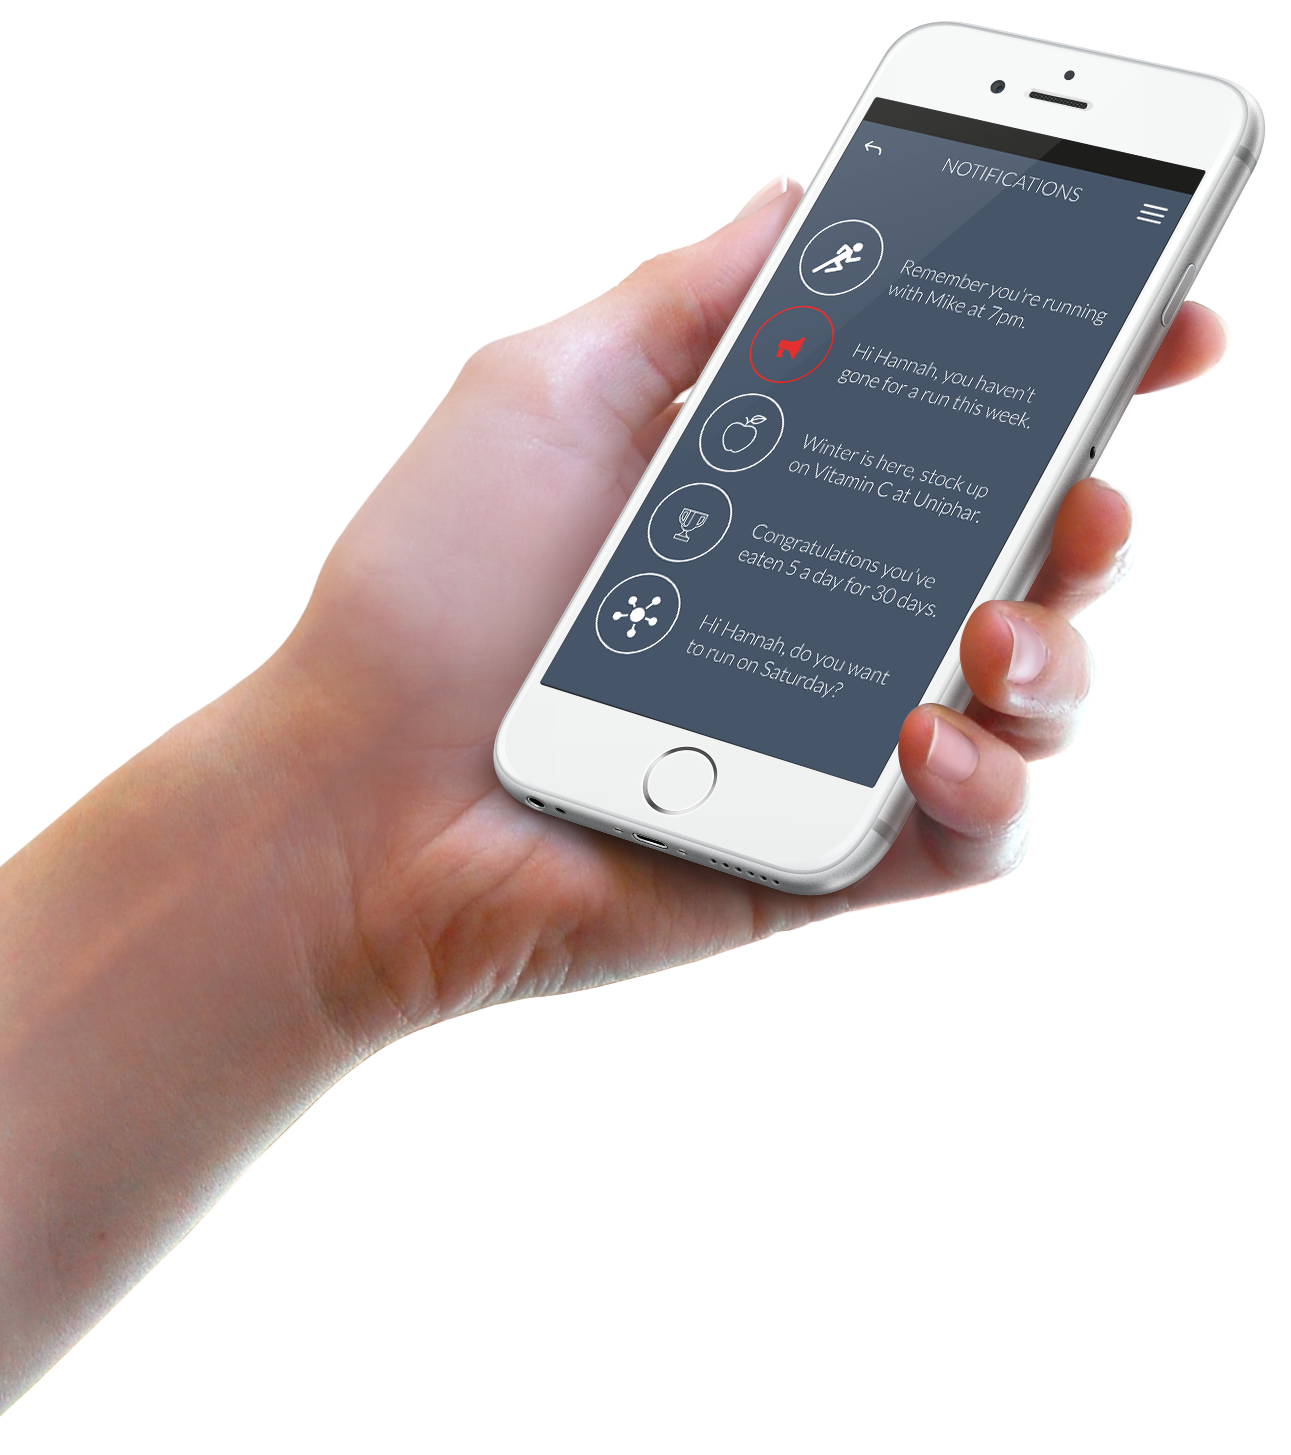 NOTIFICATIONS
Remember you're running
with Mike at 7pm.
Hi Hannah, you haven't
gone for a run this week.
Winter is here, stock up
on Vitamin C at Uniphar.
Congratulations you've
eaten 5 a day for 30 days.
Hi Hannah, do you want
to run on Saturday?